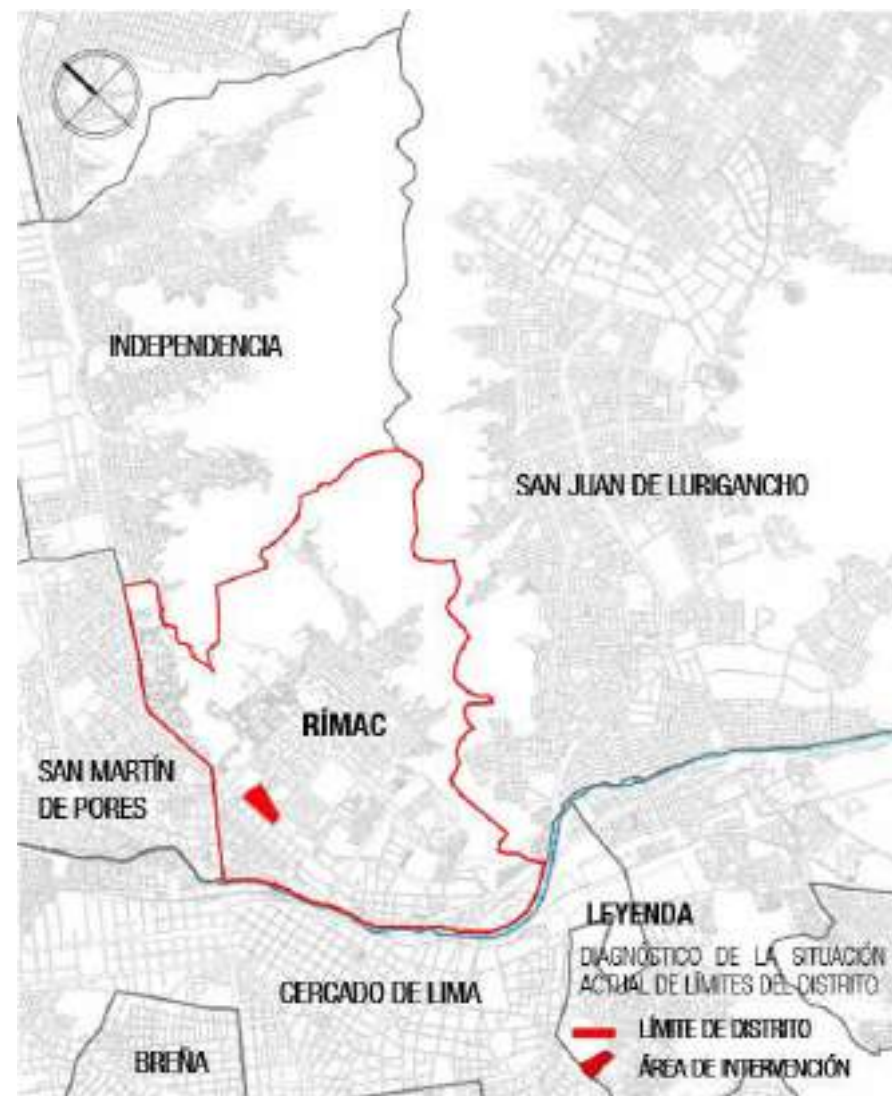 INDEPENDENCIA
SAN JUAN DE LURIGANCHO
RÍMAC
SAN MARTÍN
DE PORES
LEYENDA
DIAGNÓSTICO DE LA SITUACIÓN
ACTUAL DE LÍMITES DEL DISTRITO
CERCADO DE LIMA
LÍMITE DE DISTRITO
BREÑA
ÁREA DE INTERVENCIÓN